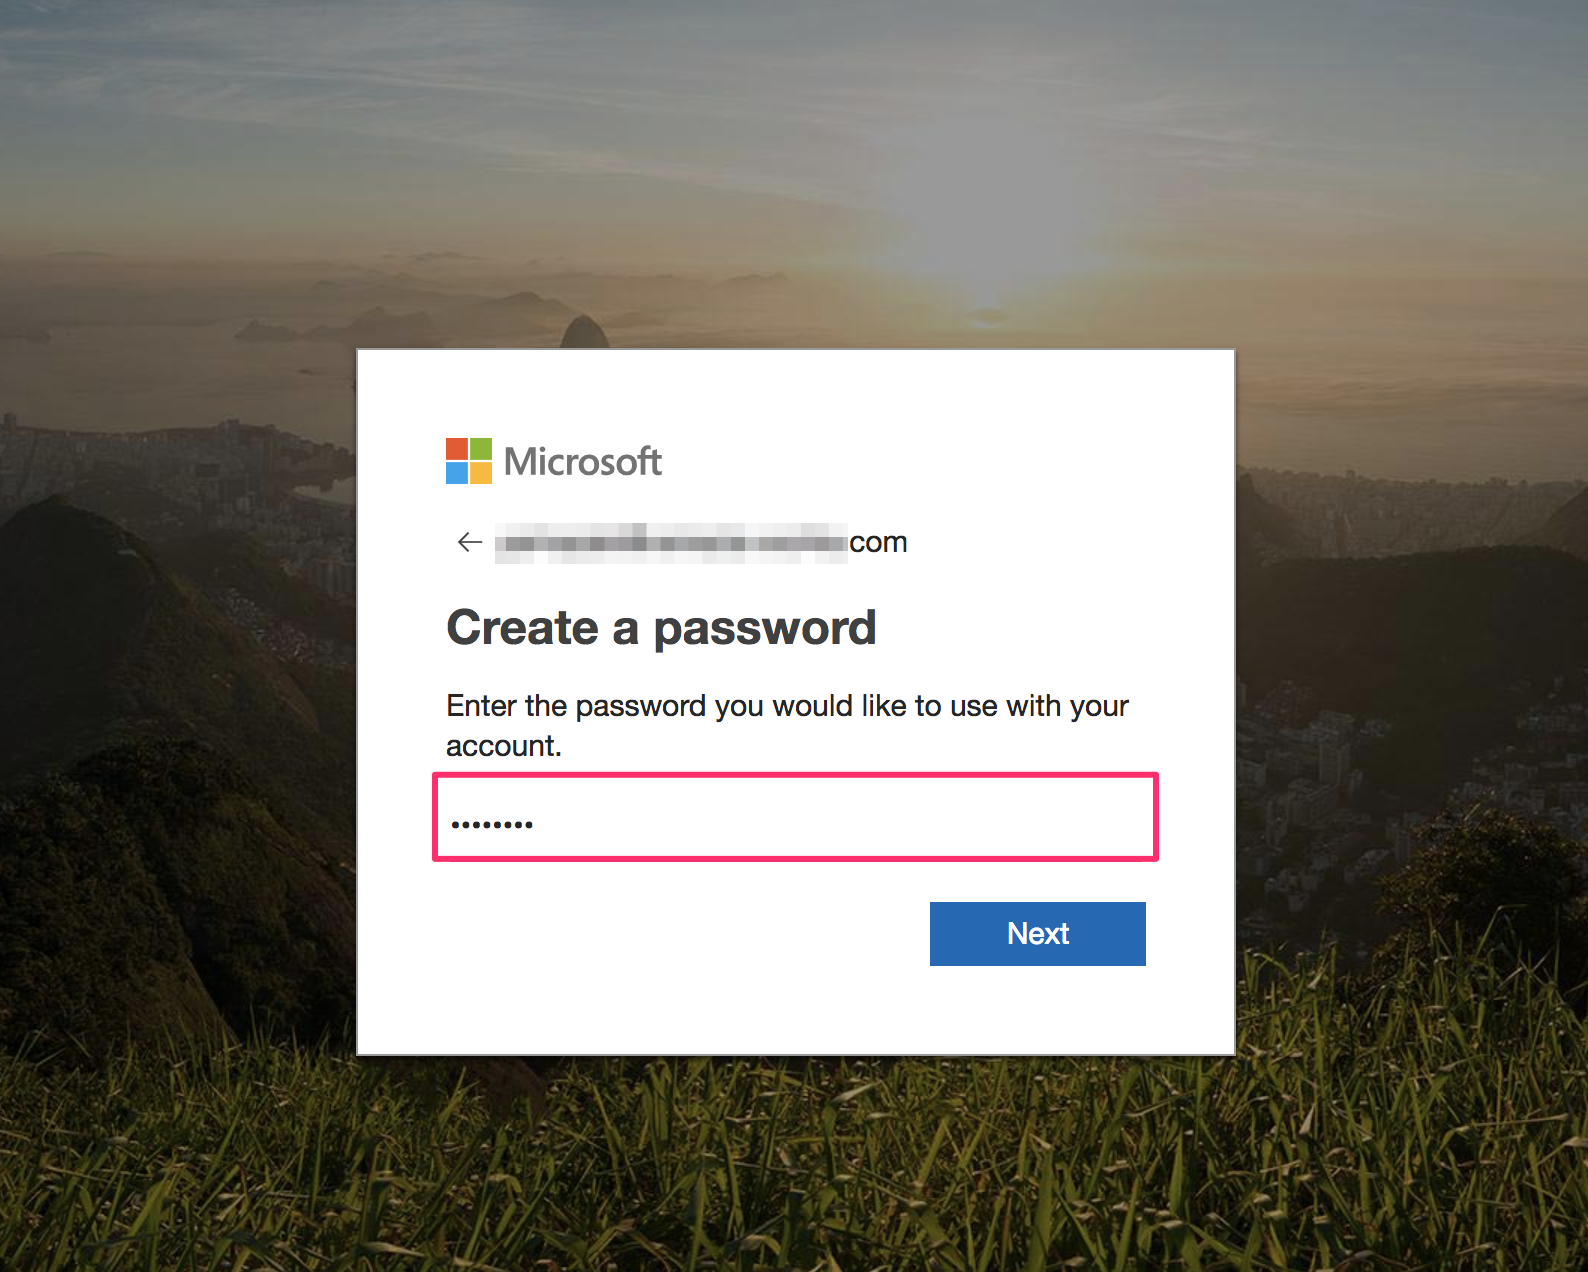 Microsoft
com
Create a password
Enter the password you would like to use with your
account.
••••••••
Next